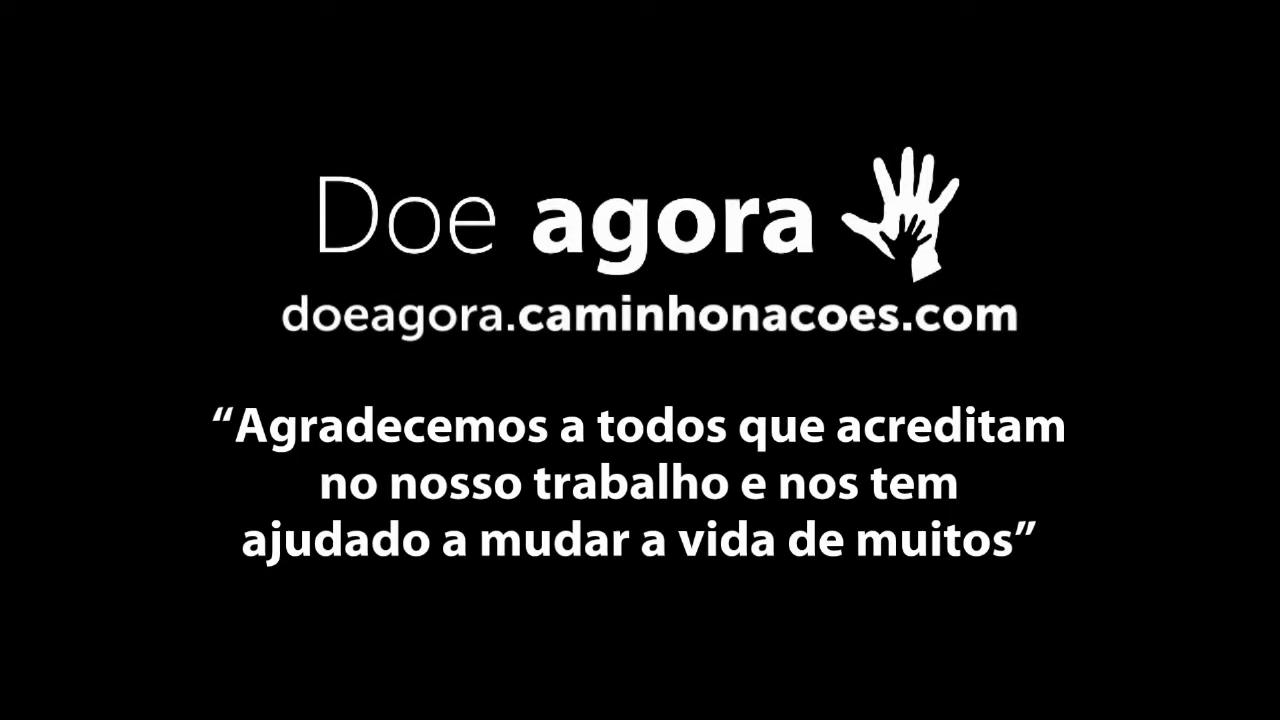 Doe agora
doeagora.caminhonacoes.com
“Agradecemos a todos que acreditam
no nosso trabalho e nos tem
ajudado a mudar a vida de muitos”